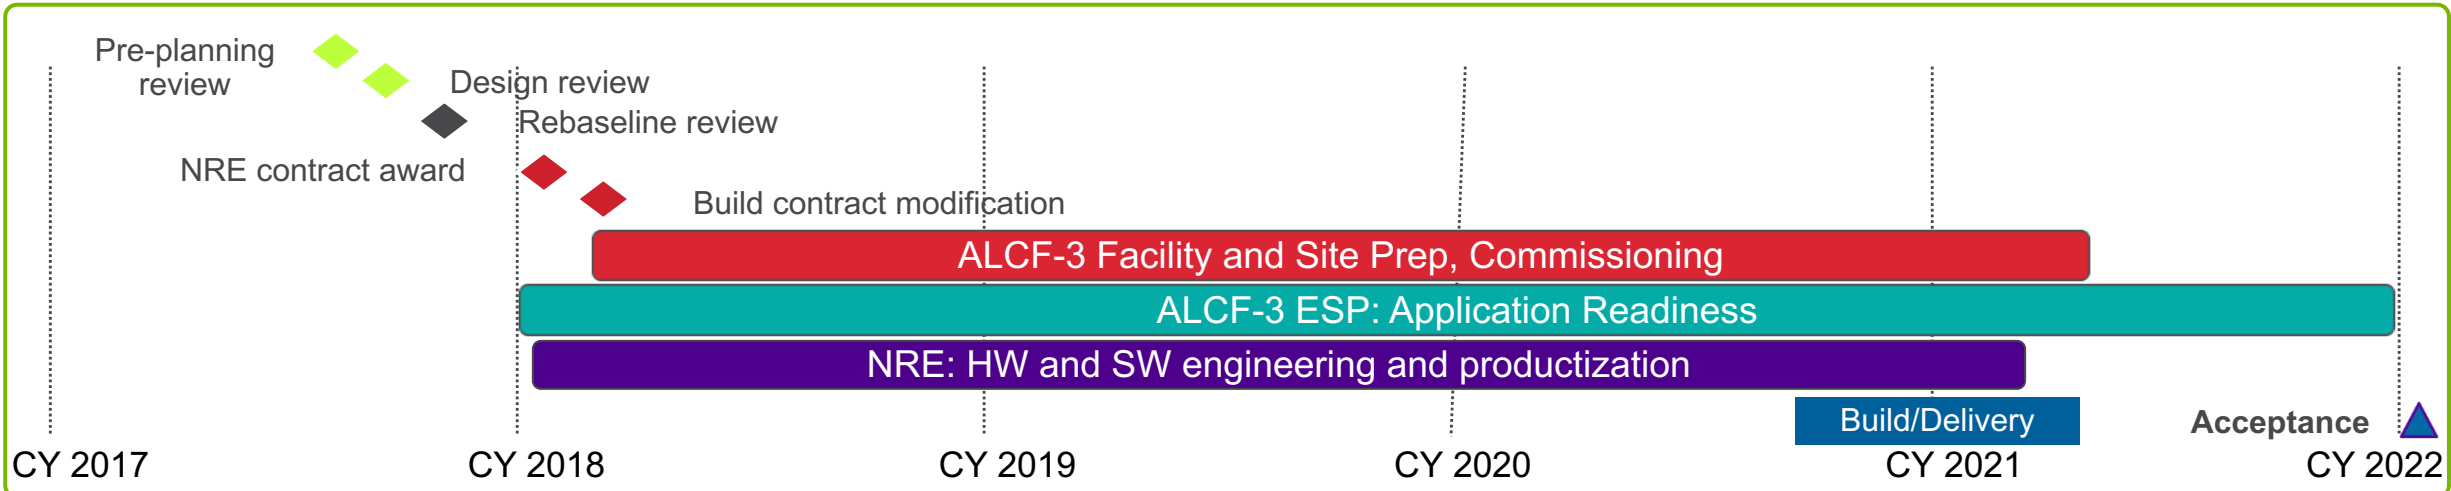 Pre-planning
review
Design review
Rebaseline review
NRE contract award
Build contract modification
ALCF-3 Facility and Site Prep, Commissioning
ALCF-3 ESP: Application Readiness
NRE: HW and SW engineering and productization
Build/Delivery
Acceptance
CY 2017
CY 2018
CY 2019
CY 2020
CY 2021
CY 2022